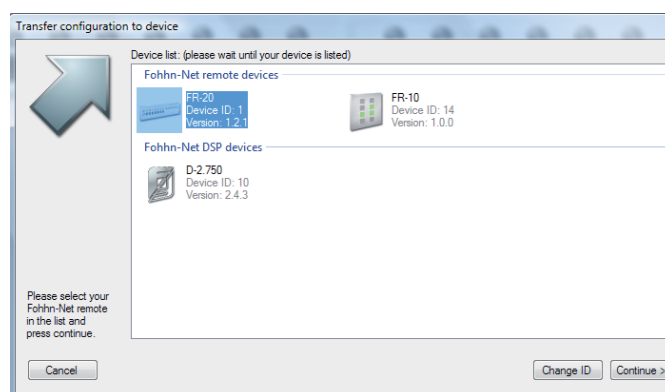 Transfer configuration to device
Device list: (please wait until your device is listed)
Fohhn-Net remote devices
FR-20
Device ID: 1
Version: 1.2.1
FR-10
Device ID: 14
Version: 1.0.0
Fohhn-Net DSP devices
D-2.750
Device ID: 10
Version: 2.4.3
Please select your
Fohhn-Net remote
in the list and
press continue.
Cancel
Change ID
Continue >